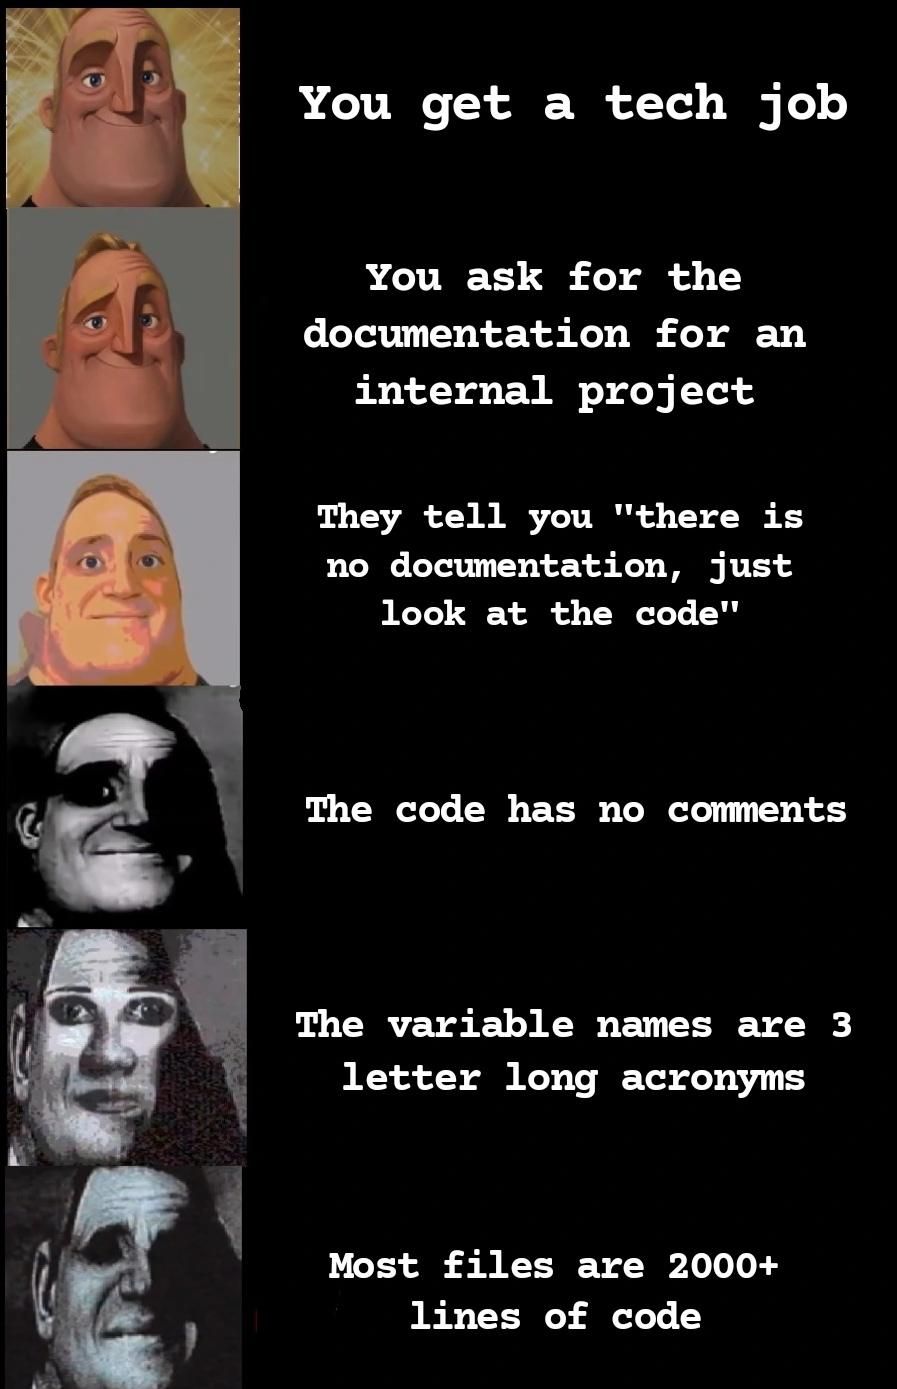 You get a tech job
You ask for the
documentation for an
internal project
They tell you "there is
no documentation, just
look at the code"
The code has no comments
The variable names are 3
letter long acronyms
Most files are 2000+
lines of code